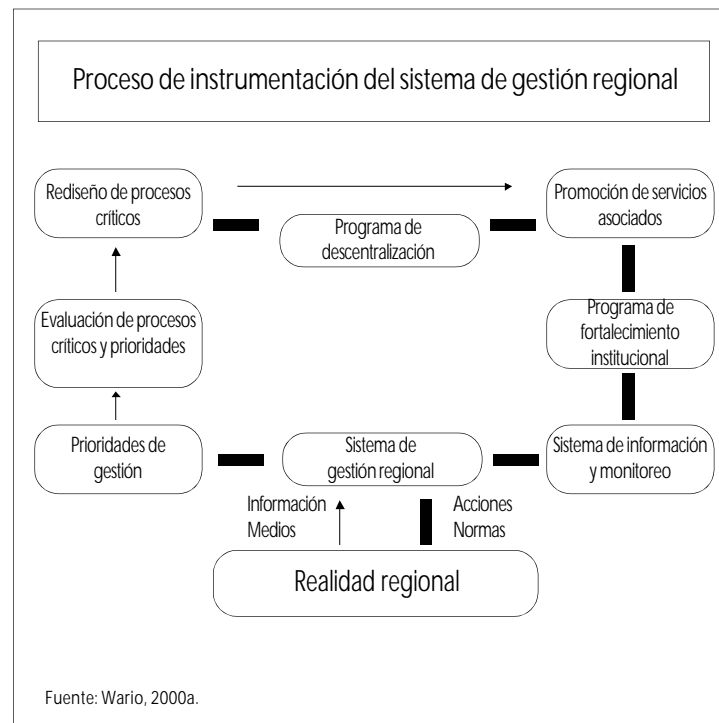 Proceso de instrumentación del sistema de gestión regional
Rediseño de procesos
críticos
Promoción de servicios
asociados
Programa de
descentralización
Evaluación de procesos
críticos y prioridades
Programa de
fortalecimiento
institucional
Prioridades de
gestión
Sistema de
gestión regional
Sistema de información
y monitoreo
Información
Medios
Acciones
Normas
Realidad regional
Fuente: Wario, 2000a.